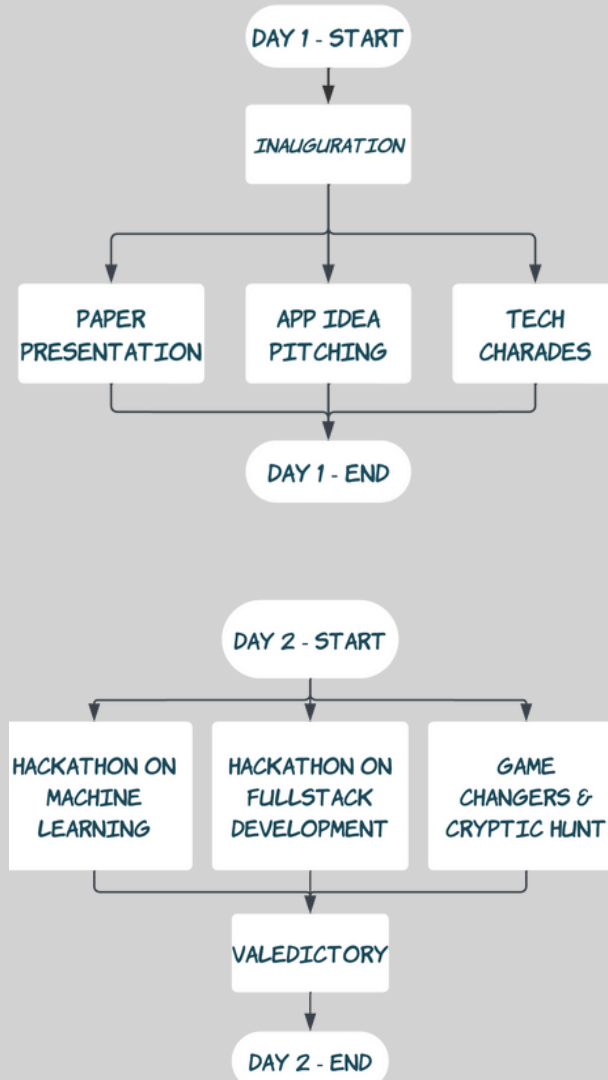 DAY 1 - START
INAUGURATION
PAPER
PRESENTATION
APP IDEA
PITCHING
TECH
CHARADES
DAY 1 - END
DAY 2 - START
HACKATHON ON
MACHINE
LEARNING
HACKATHON ON
FULLSTACK
DEVELOPMENT
GAME
CHANGERS &
CRYPTIC HUNT
VALEDICTORY
DAY 2 - END